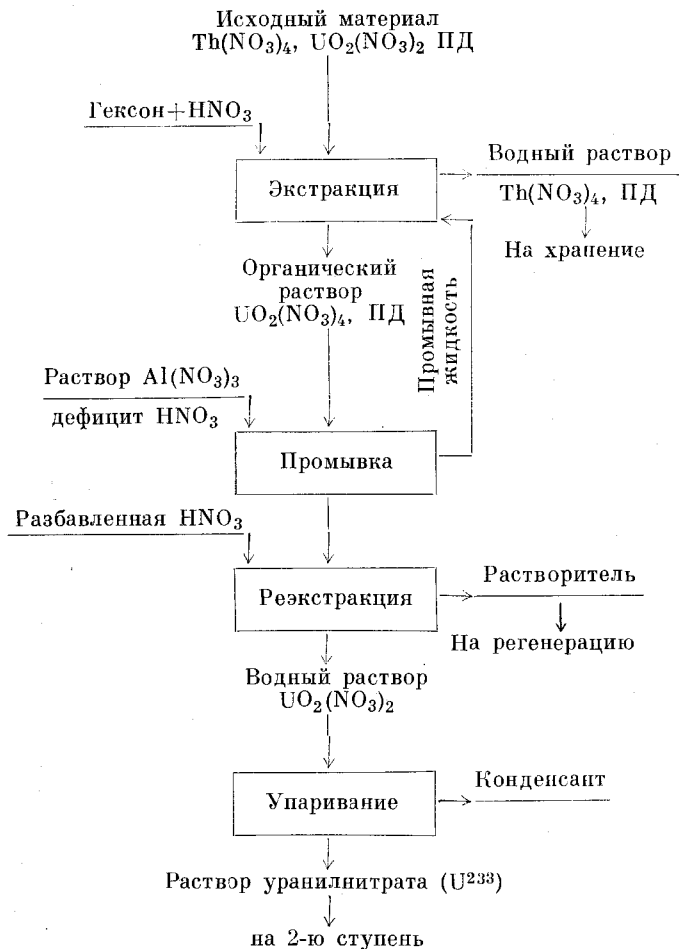 Исходный материал
Th(NO₃)₄, UO₂(NO₃)₂ ПД
Гексон+HNO₃
Экстракция
Водный раствор
Th(NO₃)₄, ПД
На хранение
Органический
раствор
UO₂(NO₃)₄, ПД
Промывная
жидкость
Раствор Al(NO₃)₃
дефицит HNO₃
Промывка
Разбавленная HNO₃
Реэкстракция
Растворитель
На регенерацию
Водный раствор
UO₂(NO₃)₂
Упаривание
Конденсант
Раствор уранилнитрата (U²³³)
на 2-ю ступень